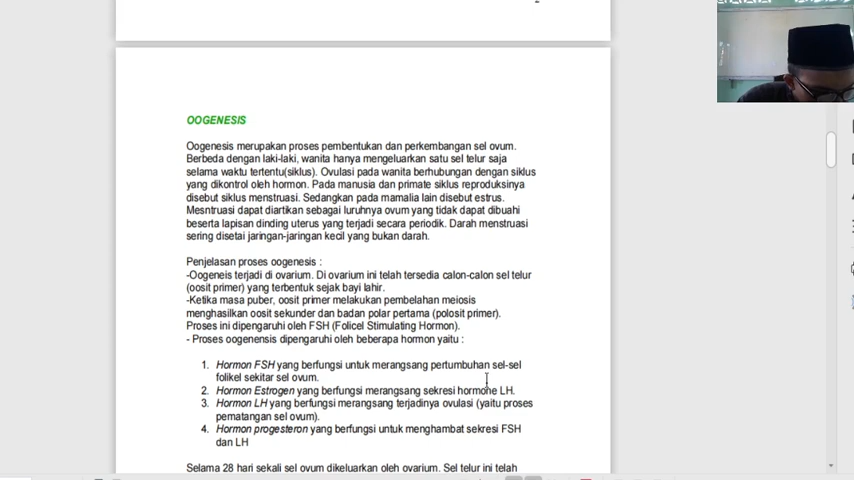 OOGENESIS
Oogenesis merupakan proses pembentukan dan perkembangan sel ovum.
Berbeda dengan laki-laki, wanita hanya mengeluarkan satu sel telur saja
selama waktu tertentu(siklus). Ovulasi pada wanita berhubungan dengan siklus
yang dikontrol oleh hormon. Pada manusia dan primate siklus reproduksinya
disebut siklus menstruasi. Sedangkan pada mamalia lain disebut estrus.
Mesntruasi dapat diartikan sebagai luruhnya ovum yang tidak dapat dibuahi
beserta lapisan dinding uterus yang terjadi secara periodik. Darah menstruasi
sering disetai jaringan-jaringan kecil yang bukan darah.
Penjelasan proses oogenesis :
-Oogeneis terjadi di ovarium. Di ovarium ini telah tersedia calon-calon sel telur
(oosit primer) yang terbentuk sejak bayi lahir.
-Ketika masa puber, oosit primer melakukan pembelahan meiosis
menghasilkan oosit sekunder dan badan polar pertama (polosit primer).
Proses ini dipengaruhi oleh FSH (Folicel Stimulating Hormon).
- Proses oogenensis dipengaruhi oleh beberapa hormon yaitu :
1. Hormon FSH yang berfungsi untuk merangsang pertumbuhan sel-sel
folikel sekitar sel ovum.
2. Hormon Estrogen yang berfungsi merangsang sekresi hormone LH.
3. Hormon LH yang berfungsi merangsang terjadinya ovulasi (yaitu proses
pematangan sel ovum).
4. Hormon progesteron yang berfungsi untuk menghambat sekresi FSH
dan LH
Selama 28 hari sekali sel ovum dikeluarkan oleh ovarium. Sel telur ini telah